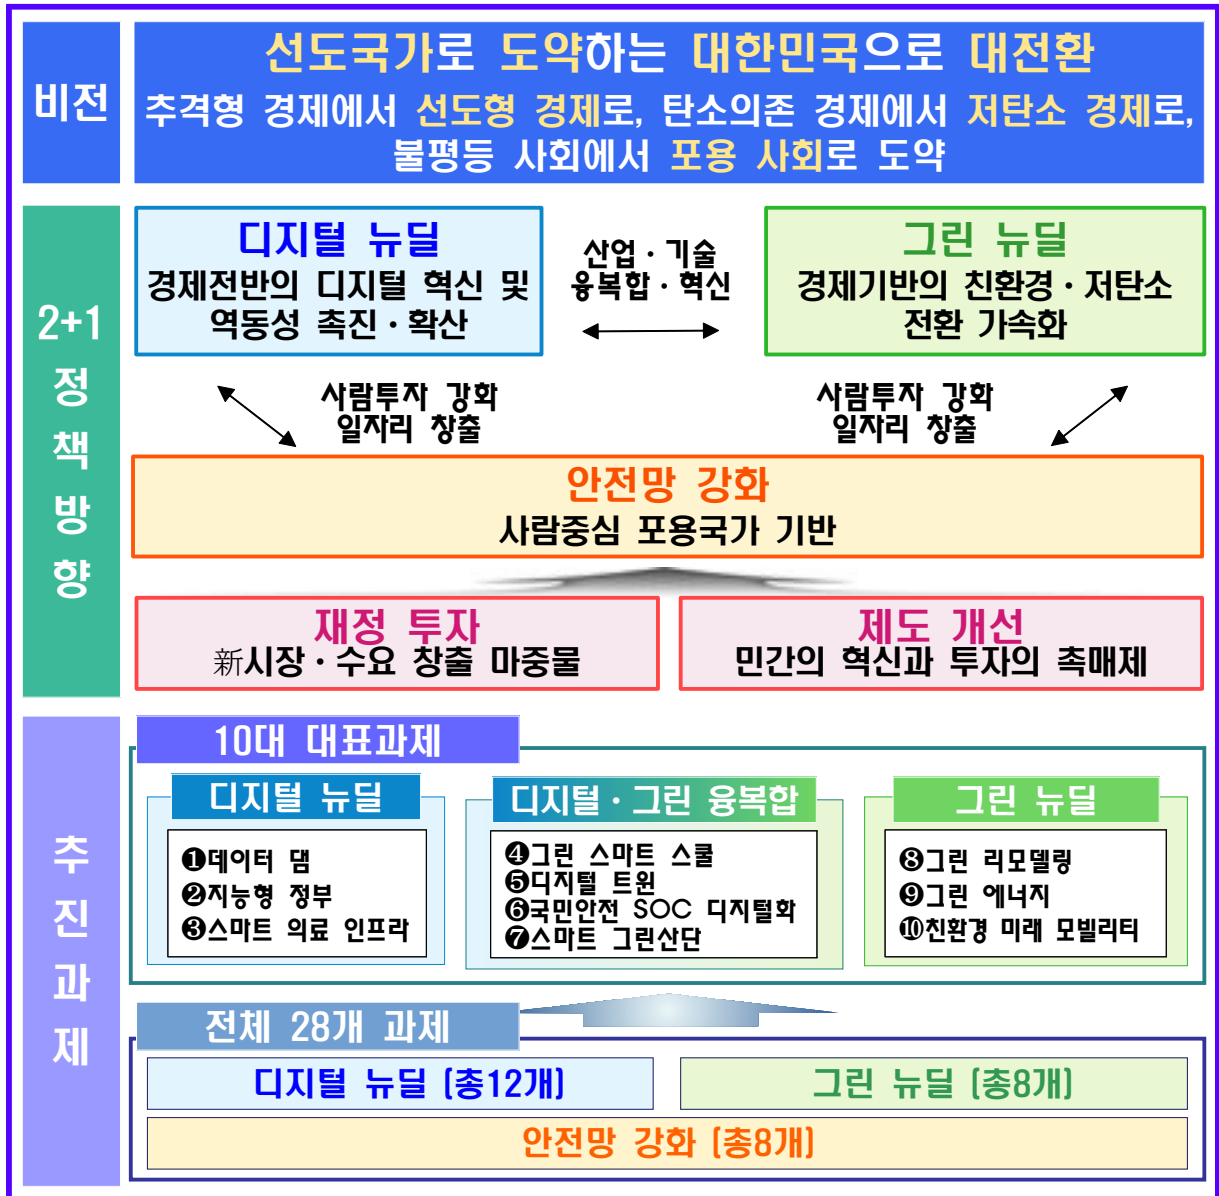 비전
선도국가로 도약하는 대한민국으로 대전환
추격형 경제에서 선도형 경제로, 탄소의존 경제에서 저탄소 경제로,
불평등 사회에서 포용 사회로 도약
2+1
정
책
방
향
디지털 뉴딜
경제전반의 디지털 혁신 및
역동성 촉진·확산
산업·기술
융복합·혁신
그린 뉴딜
경제기반의 친환경·저탄소
전환 가속화
사람투자 강화
일자리 창출
사람투자 강화
일자리 창출
안전망 강화
사람중심 포용국가 기반
재정 투자
新시장·수요 창출 마중물
제도 개선
민간의 혁신과 투자의 촉매제
추
진
과
제
10대 대표과제
디지털 뉴딜
❶데이터 댐
❷지능형 정부
❸스마트 의료 인프라
디지털·그린 융복합
❹그린 스마트 스쿨
❺디지털 트윈
❻국민안전 SOC 디지털화
❼스마트 그린산단
그린 뉴딜
❽그린 리모델링
❾그린 에너지
❿친환경 미래 모빌리티
전체 28개 과제
디지털 뉴딜 (총12개)
그린 뉴딜 (총8개)
안전망 강화 (총8개)